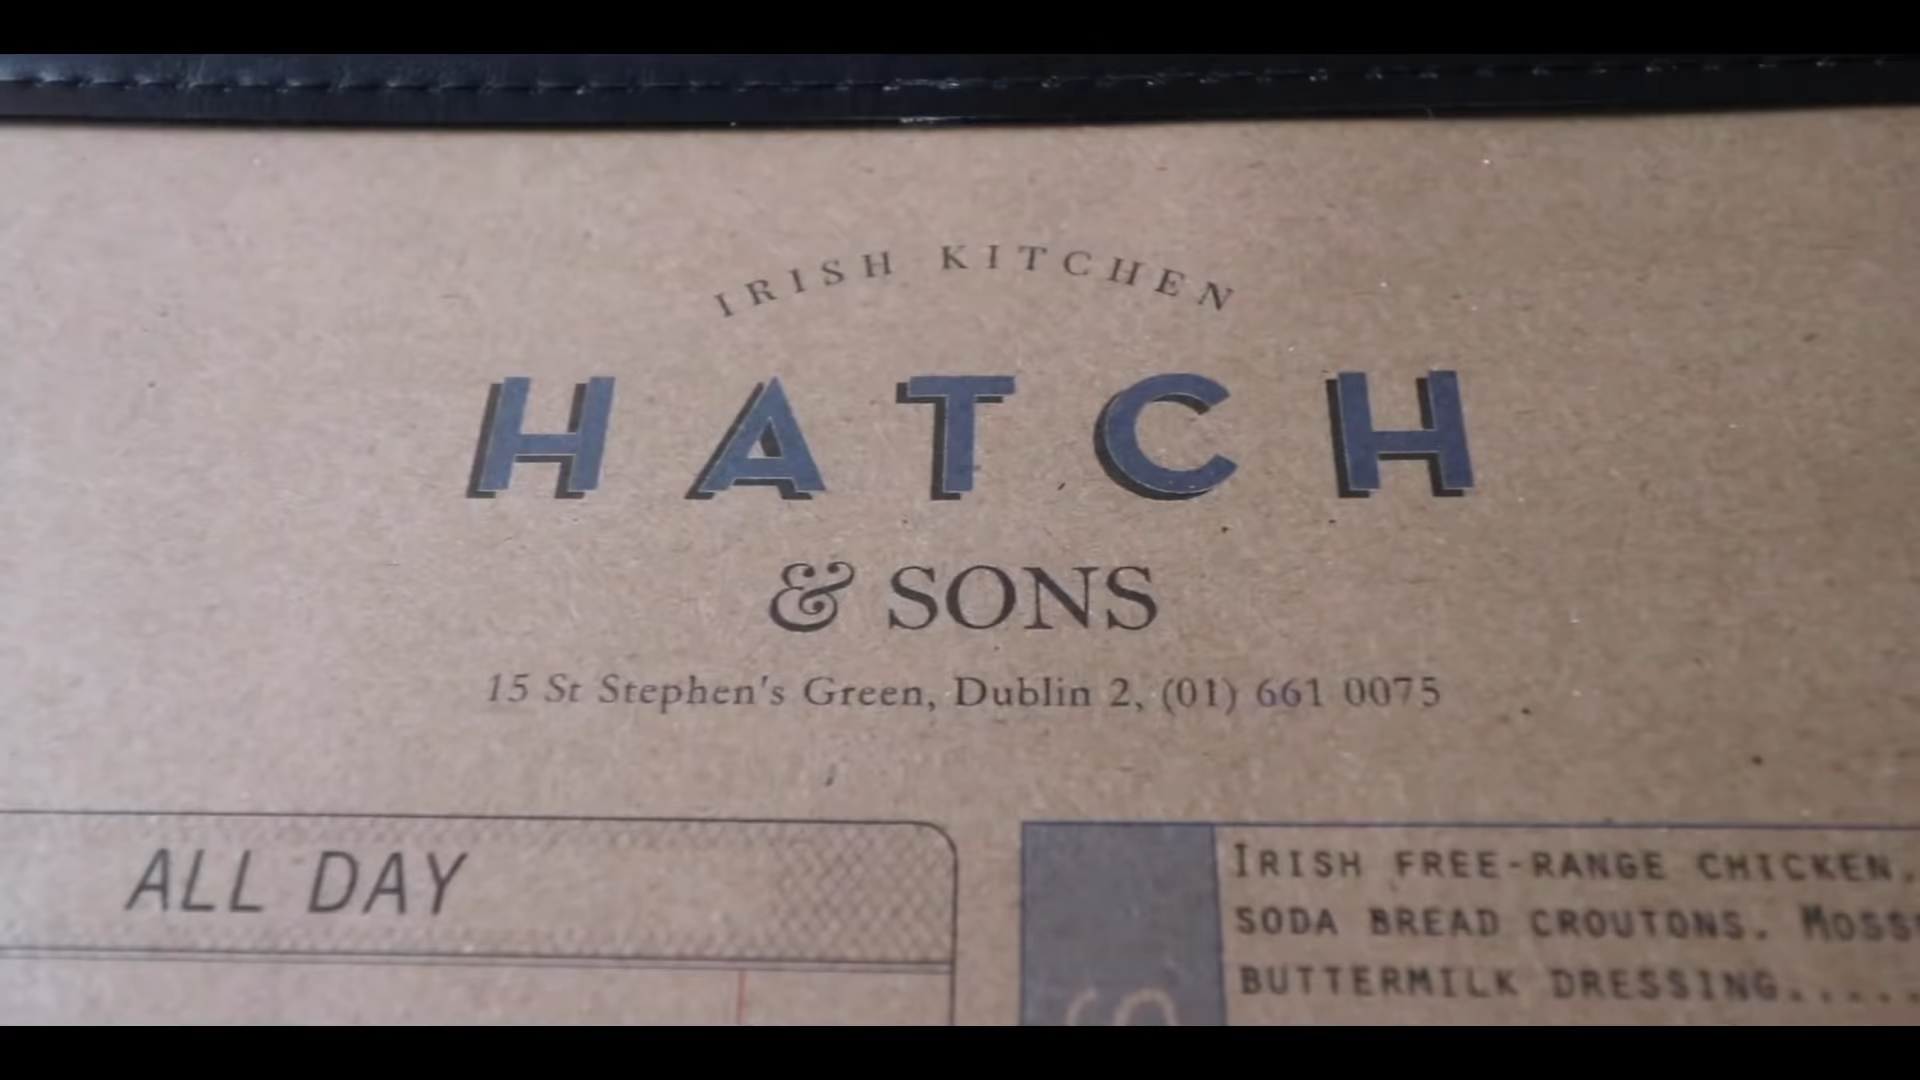 IRISH KITCHEN
HATCH
& SONS
15 St Stephen's Green, Dublin 2, (01) 661 0075
ALL DAY
IRISH FREE-RANGE CHICKEN.
SODA BREAD CROUTONS.
BUTTERMILK DRESSING.....